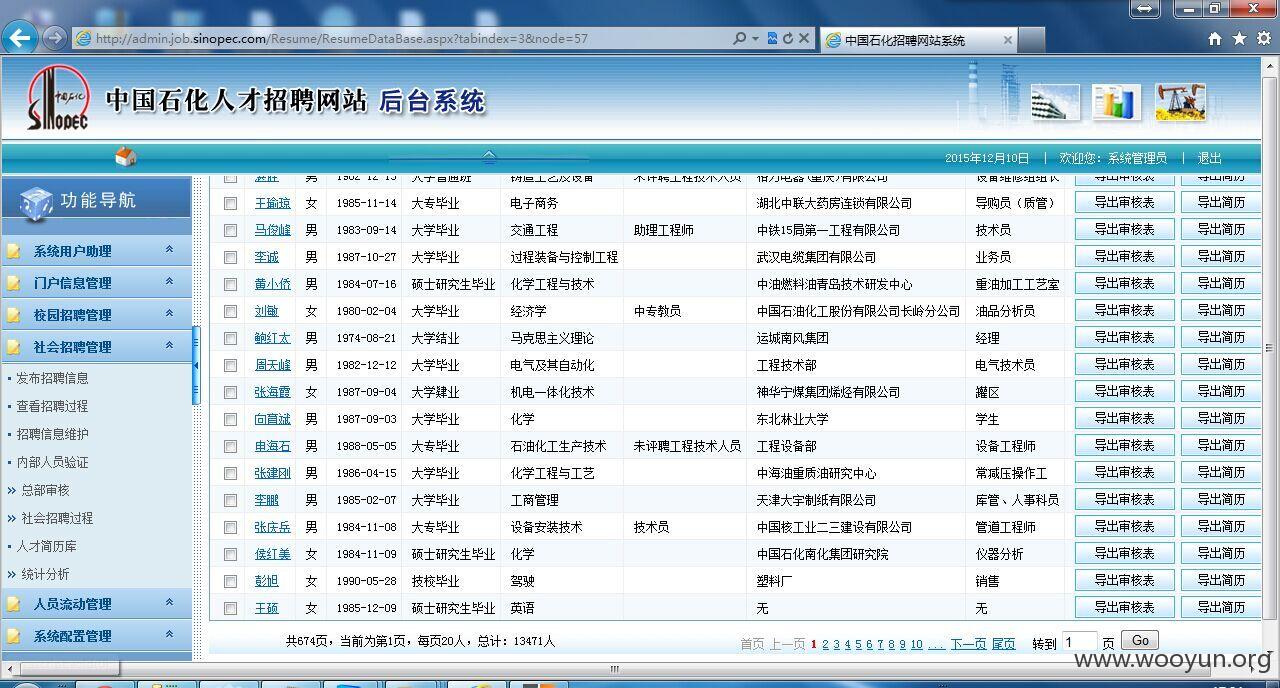 http://admin.job.sinopec.com/Resume/ResumeDataBase.aspx?tabindex=3&node=57
中国石化招聘网站系统
SINOPEC
中国石化人才招聘网站 后台系统
2015年12月10日 | 欢迎您：系统管理员 | 退出
功能导航
系统用户助理
门户信息管理
校园招聘管理
社会招聘管理
发布招聘信息
查看招聘过程
招聘信息维护
内部人员验证
总部审核
社会招聘过程
人才简历库
统计分析
人员流动管理
系统配置管理
男 1982-12-13 大学普通班 铸造工艺及设备 未评聘工程技术人员 格力电器(重庆)有限公司 设备维修组组长 导出审核表 导出简历
王瑜琼 女 1985-11-14 大专毕业 电子商务 湖北中联大药房连锁有限公司 导购员（质管） 导出审核表 导出简历
马俊峰 男 1983-09-14 大学毕业 交通工程 助理工程师 中铁15局第一工程有限公司 技术员 导出审核表 导出简历
李诚 男 1987-10-27 大学毕业 过程装备与控制工程 武汉电缆集团有限公司 业务员 导出审核表 导出简历
黄小侨 男 1984-07-16 硕士研究生毕业 化学工程与技术 中油燃料油青岛技术研发中心 重油加工工艺室 导出审核表 导出简历
刘敏 女 1980-02-04 大学毕业 经济学 中专教员 中国石油化工股份有限公司长岭分公司 油品分析员 导出审核表 导出简历
鲍红太 男 1974-08-21 大学结业 马克思主义理论 运城南风集团 经理 导出审核表 导出简历
周天峰 男 1982-12-12 大学毕业 电气及其自动化 工程技术部 电气技术员 导出审核表 导出简历
张海霞 女 1987-09-04 大学肄业 机电一体化技术 神华宁煤集团烯烃有限公司 罐区 导出审核表 导出简历
向首诚 男 1987-09-03 大学毕业 化学 东北林业大学 学生 导出审核表 导出简历
申海石 男 1988-05-05 大专毕业 石油化工生产技术 未评聘工程技术人员 工程设备部 设备工程师 导出审核表 导出简历
张建刚 男 1986-04-15 大学毕业 化学工程与工艺 中海油重质油研究中心 常减压操作工 导出审核表 导出简历
李鹏 男 1985-02-07 大学毕业 工商管理 天津大宇制纸有限公司 库管、人事科员 导出审核表 导出简历
张庆岳 男 1984-11-08 大专毕业 设备安装技术 技术员 中国核工业二三建设有限公司 管道工程师 导出审核表 导出简历
侯红美 女 1984-11-09 硕士研究生毕业 化学 中国石化南化集团研究院 仪器分析 导出审核表 导出简历
彭旭 女 1990-05-28 技校毕业 驾驶 塑料厂 销售 导出审核表 导出简历
王硕 女 1985-12-09 硕士研究生毕业 英语 无 无 导出审核表 导出简历
共674页，当前为第1页，每页20人，总计：13471人 首页 上一页 1 2 3 4 5 6 7 8 9 10 ... 下一页 尾页 转到 1 页 Go
www.wooyun.org